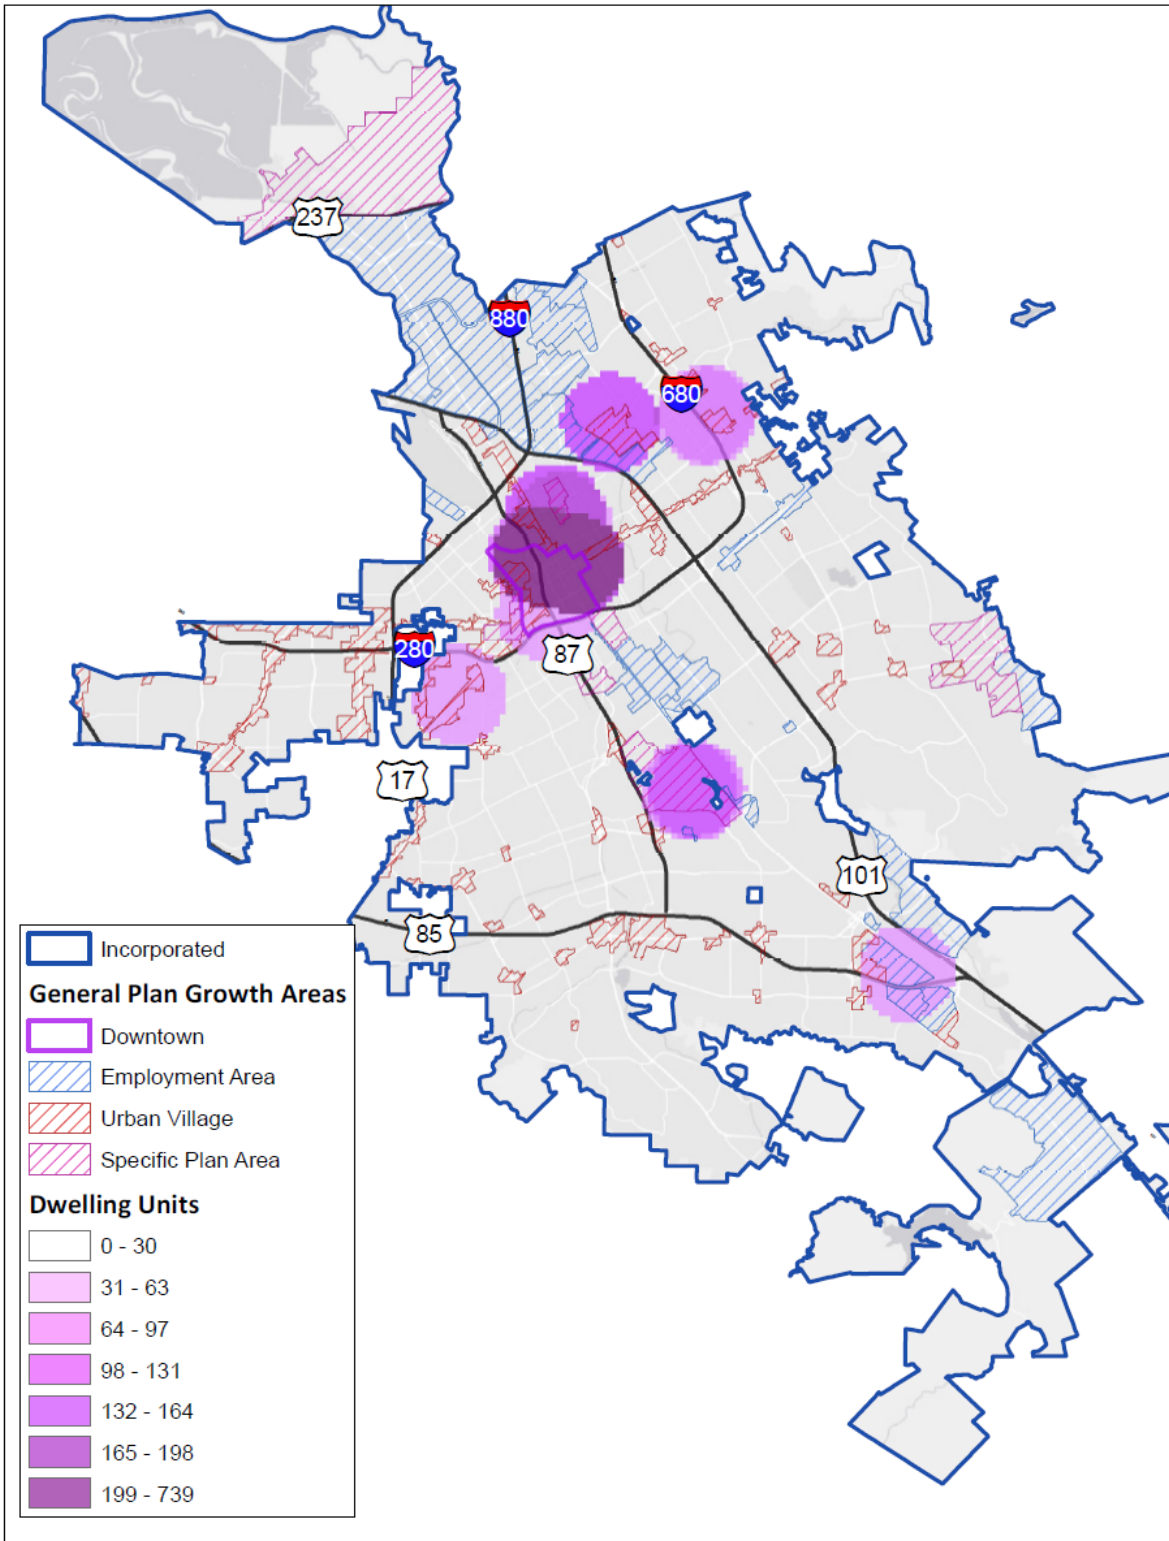 237
880
680
280
87
17
101
85
Incorporated
General Plan Growth Areas
Downtown
Employment Area
Urban Village
Specific Plan Area
Dwelling Units
0 - 30
31 - 63
64 - 97
98 - 131
132 - 164
165 - 198
199 - 739